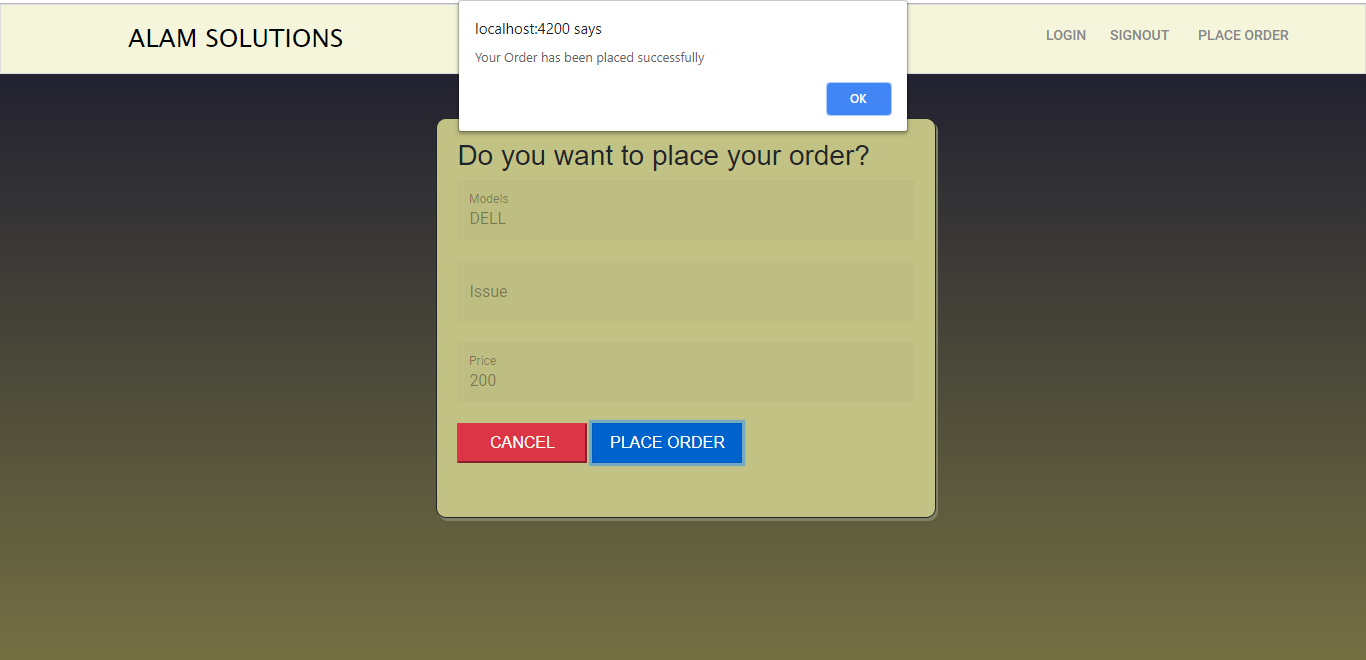 ALAM SOLUTIONS
LOGIN SIGNOUT PLACE ORDER
localhost:4200 says
Your Order has been placed successfully
OK
Do you want to place your order?
Models
DELL
Issue
Price
200
CANCEL PLACE ORDER